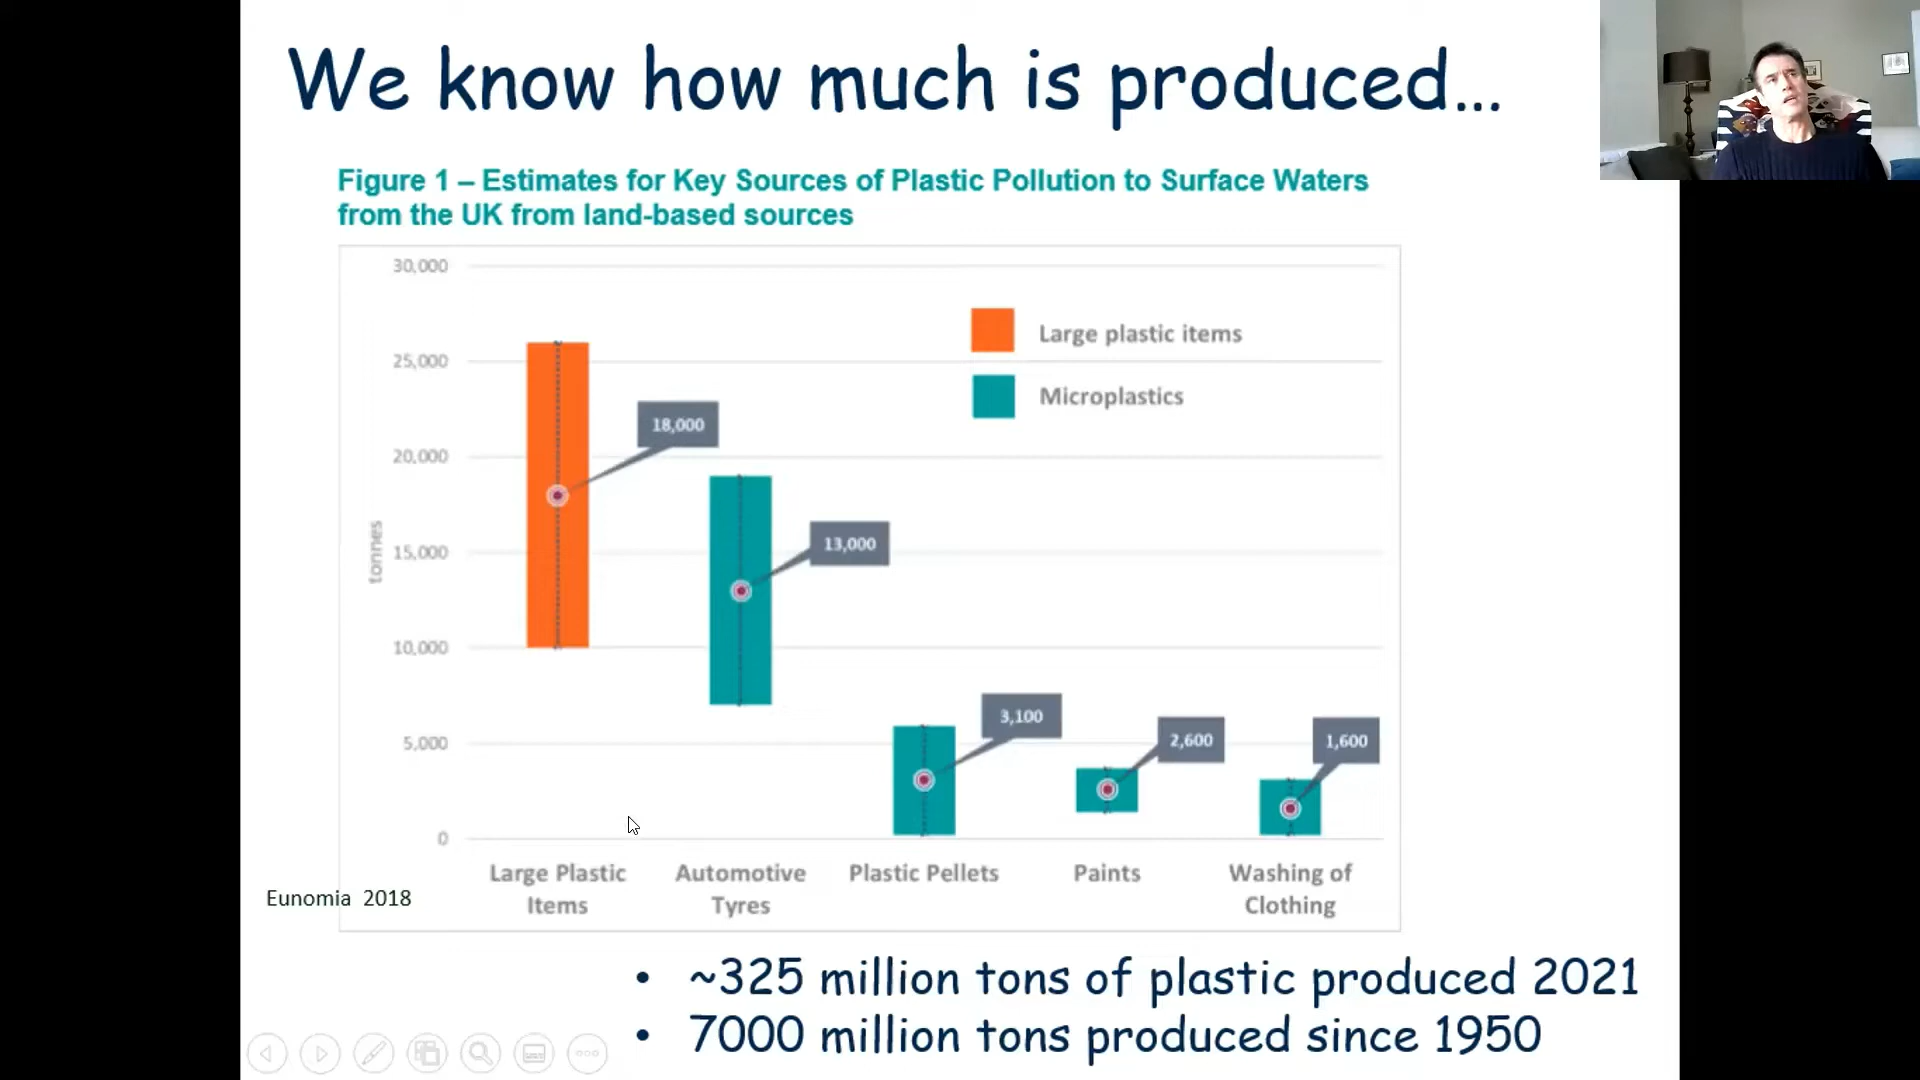 We know how much is produced...
Figure 1 – Estimates for Key Sources of Plastic Pollution to Surface Waters
from the UK from land-based sources
30,000
25,000
20,000
15,000
10,000
5,000
0
tonnes
Large plastic items
Microplastics
18,000
13,000
3,100
2,600
1,600
Large Plastic
Items
Automotive
Tyres
Plastic Pellets
Paints
Washing of
Clothing
Eunomia 2018
• ~325 million tons of plastic produced 2021
• 7000 million tons produced since 1950